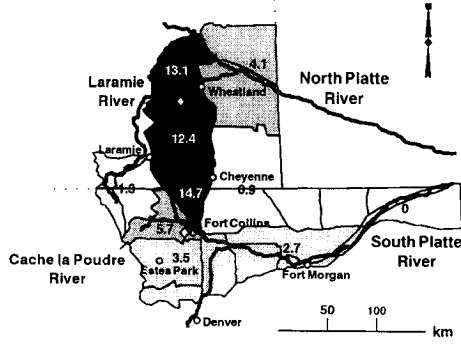 13.1
4.1
Laramie
River
Wheatland
North Platte
River
12.4
Laramie
Cheyenne
1.9
14.7
0.9
0
Fort Collins
5.7
South Platte
River
Cache la Poudre
River
3.5
Estes Park
2.7
Fort Morgan
Denver
50
100
km